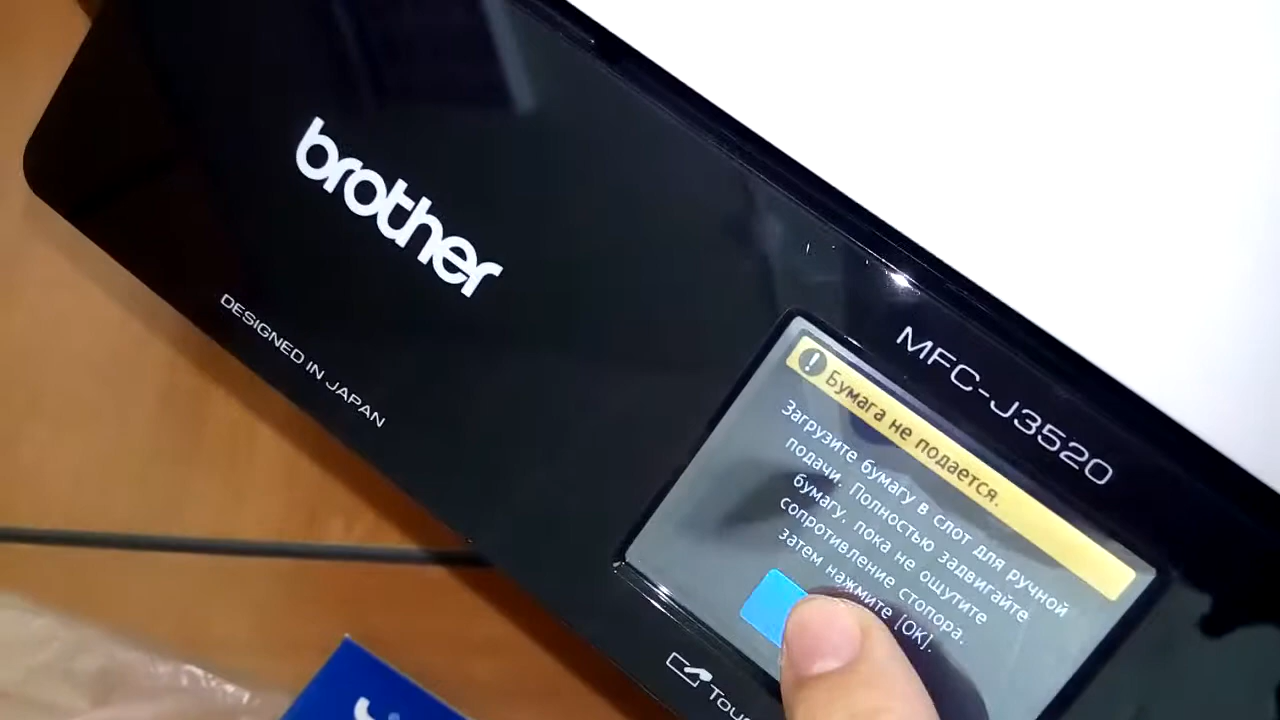 brother
DESIGNED IN JAPAN
MFC-J3520
Бумага не подается.
Загрузите бумагу в слот для ручной
подачи. Полностью задвигайте
бумагу, пока не ощутите
сопротивление стопора.
затем нажмите [OK].